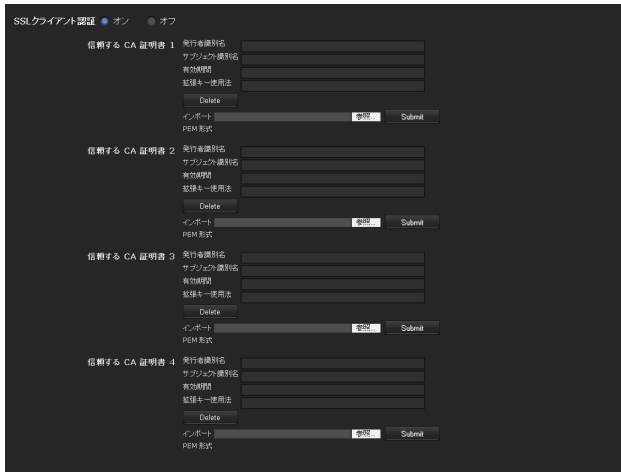 SSLクライアント認証 オン オフ
信頼する CA 証明書 1 発行者識別名
サブジェクト識別名
有効期間
拡張キー使用法
Delete
インポート 参照... Submit
PEM 形式
信頼する CA 証明書 2 発行者識別名
サブジェクト識別名
有効期間
拡張キー使用法
Delete
インポート 参照... Submit
PEM 形式
信頼する CA 証明書 3 発行者識別名
サブジェクト識別名
有効期間
拡張キー使用法
Delete
インポート 参照... Submit
PEM 形式
信頼する CA 証明書 4 発行者識別名
サブジェクト識別名
有効期間
拡張キー使用法
Delete
インポート 参照... Submit
PEM 形式